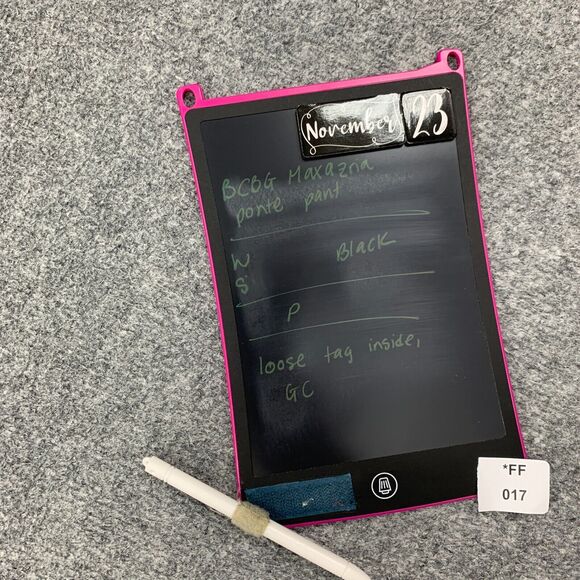 November 23
BCBG Maxazria
ponte pant
W Black
S
P
loose tag inside,
GC
*FF
017